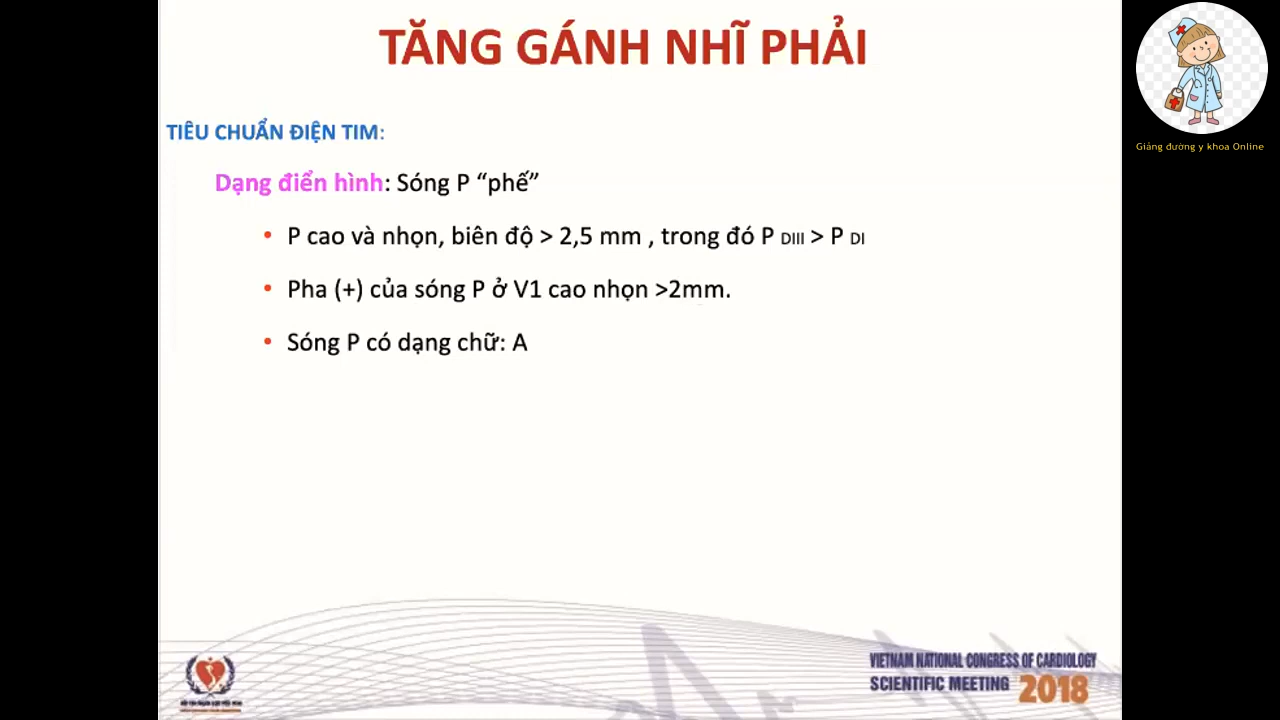 TĂNG GÁNH NHĨ PHẢI
Giảng đường y khoa Online
TIÊU CHUẨN ĐIỆN TIM:
Dạng điển hình: Sóng P “phế”
• P cao và nhọn, biên độ > 2,5 mm , trong đó P DIII > P DI
• Pha (+) của sóng P ở V1 cao nhọn >2mm.
• Sóng P có dạng chữ: A
VIETNAM NATIONAL CONGRESS OF CARDIOLOGY
SCIENTIFIC MEETING 2018